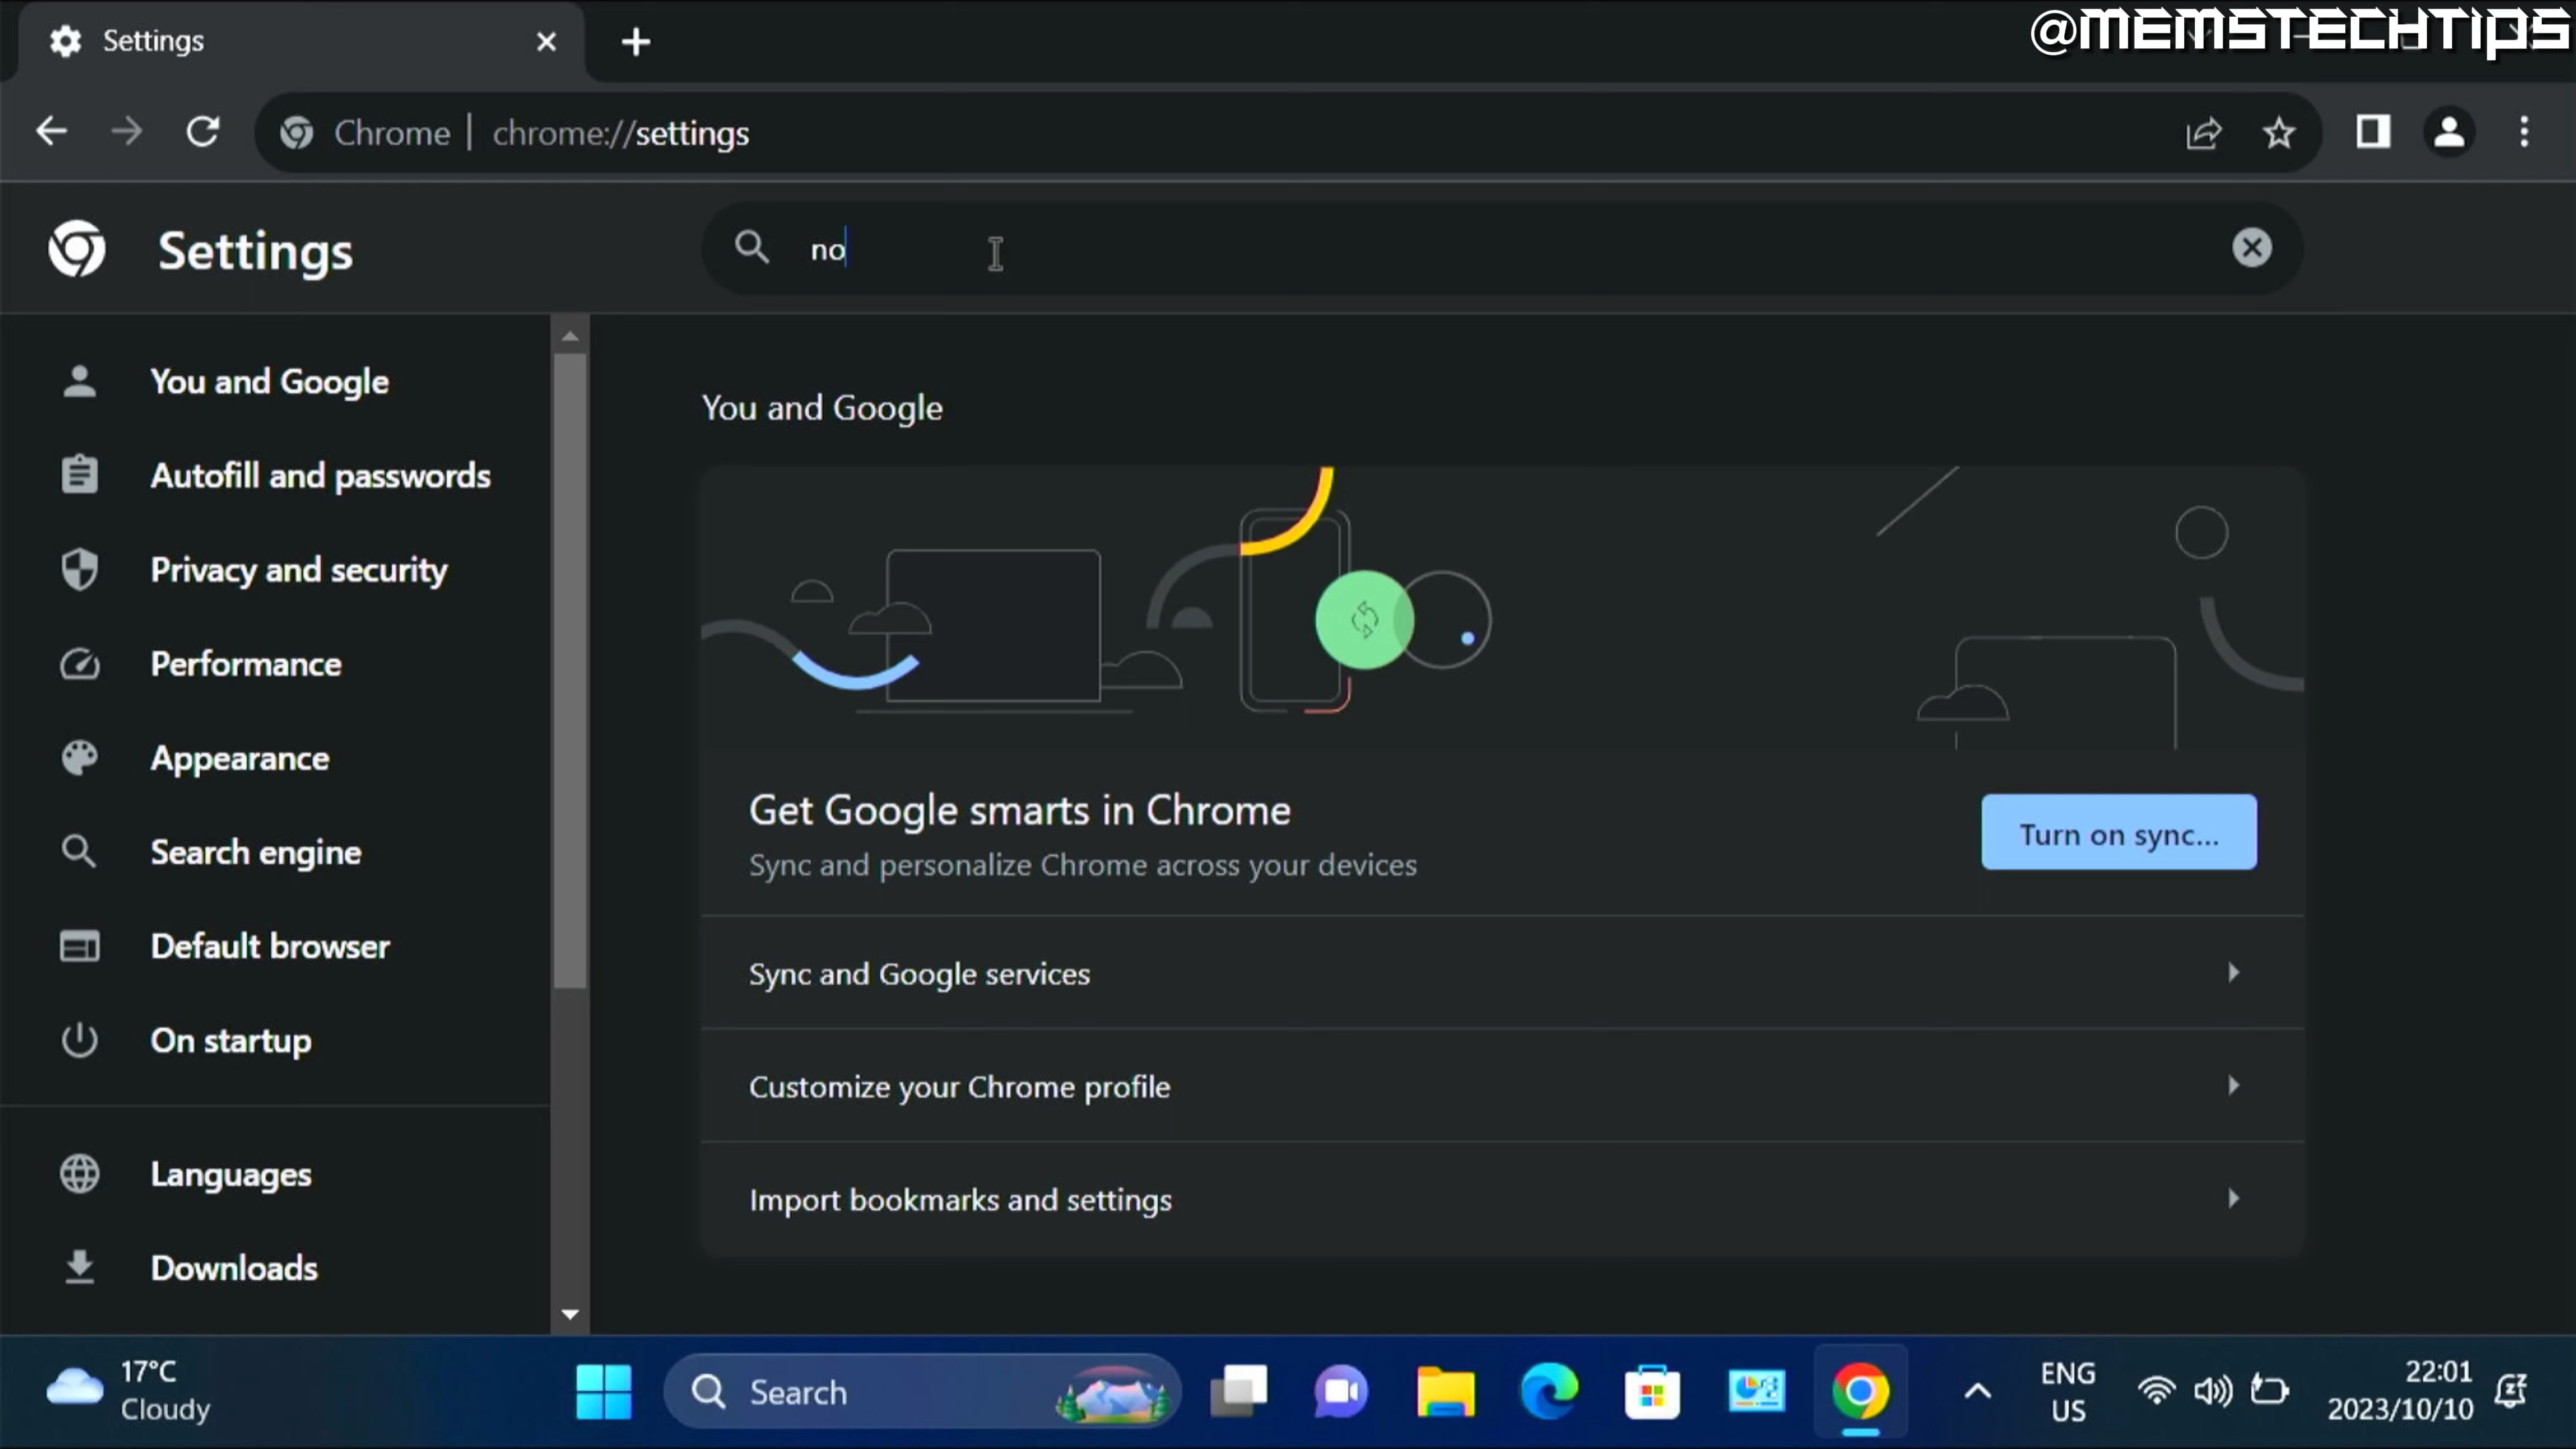 Settings
@MEMSTECHTIPS
Chrome | chrome://settings
Settings
no
You and Google
Autofill and passwords
Privacy and security
Performance
Appearance
Search engine
Default browser
On startup
Languages
Downloads
You and Google
Get Google smarts in Chrome
Sync and personalize Chrome across your devices
Turn on sync...
Sync and Google services
Customize your Chrome profile
Import bookmarks and settings
17°C
Cloudy
Search
ENG
US
22:01
2023/10/10